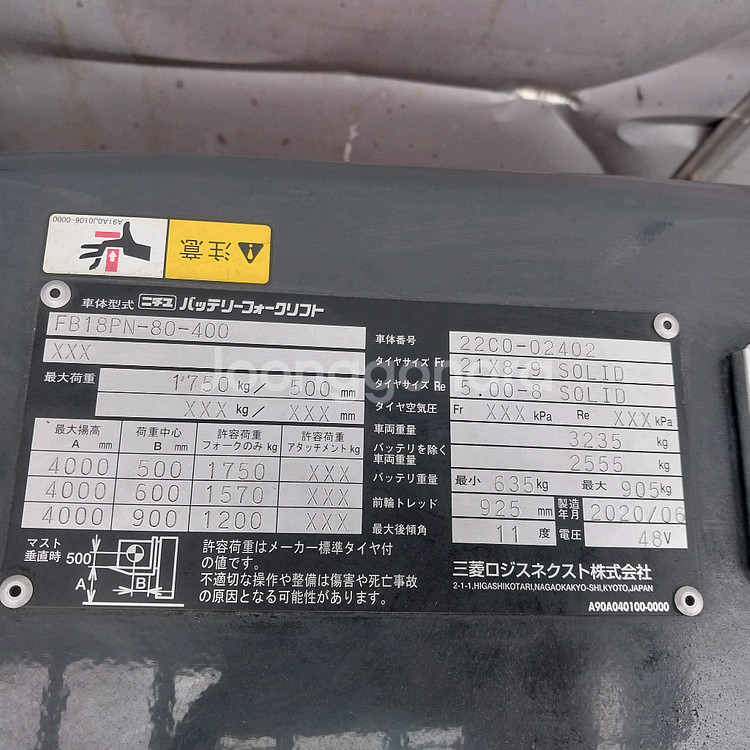 A91A0J0106-0000
注意
車体型式 ニチユ バッテリーフォークリフト
FB18PN-80-400
XXX
最大荷重 1750 kg / 500 mm
XXX kg / XXX mm
最大揚高 A mm 荷重中心 B mm 許容荷重 フォークのみ kg 許容荷重 アタッチメント kg
4000 500 1750 XXX
4000 600 1570 XXX
4000 900 1200 XXX
マスト垂直時 500 A B
許容荷重はメーカー標準タイヤ付
の値です。
不適切な操作や整備は傷害や死亡事故
の原因となる可能性があります。
車体番号 22C0-02402
タイヤサイズ Fr 21X8-9 SOLID
タイヤサイズ Re 5.00-8 SOLID
タイヤ空気圧 Fr XXX kPa Re XXX kPa
車両重量 3235 kg
バッテリを除く車両重量 2555 kg
バッテリ重量 最小 635 kg 最大 905 kg
前輪トレッド 925 mm 製造年月 2020/06
最大後傾角 11 度 電圧 48V
三菱ロジスネクスト株式会社
2-1-1,HIGASHIKOTARI,NAGAOKAKYO-SHI,KYOTO,JAPAN
A90A040100-0000